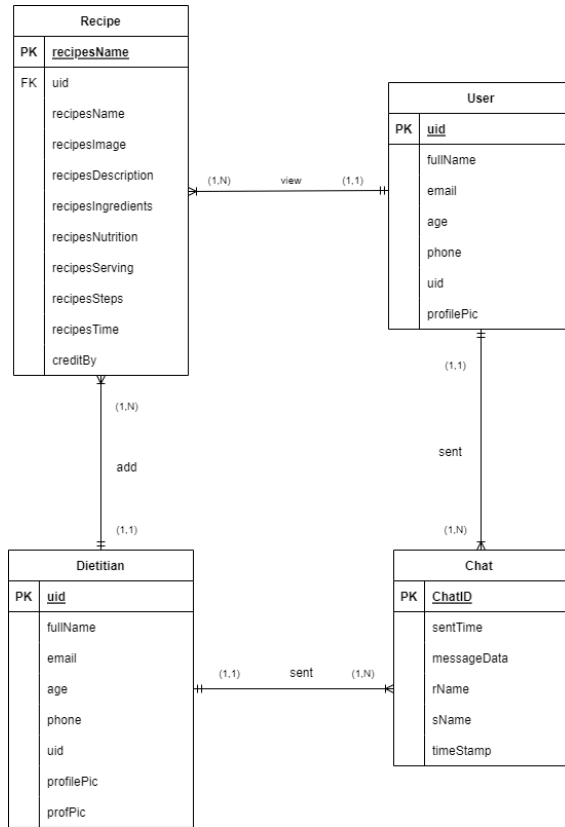 Recipe
PK recipesName
FK uid
recipesName
recipesImage
recipesDescription
recipesIngredients
recipesNutrition
recipesServing
recipesSteps
recipesTime
creditBy
(1,N) view (1,1)
User
PK uid
fullName
email
age
phone
uid
profilePic
(1,N)
add
(1,1)
(1,1)
sent
(1,N)
Dietitian
PK uid
fullName
email
age
phone
uid
profilePic
profPic
(1,1) sent (1,N)
Chat
PK ChatID
sentTime
messageData
rName
sName
timeStamp